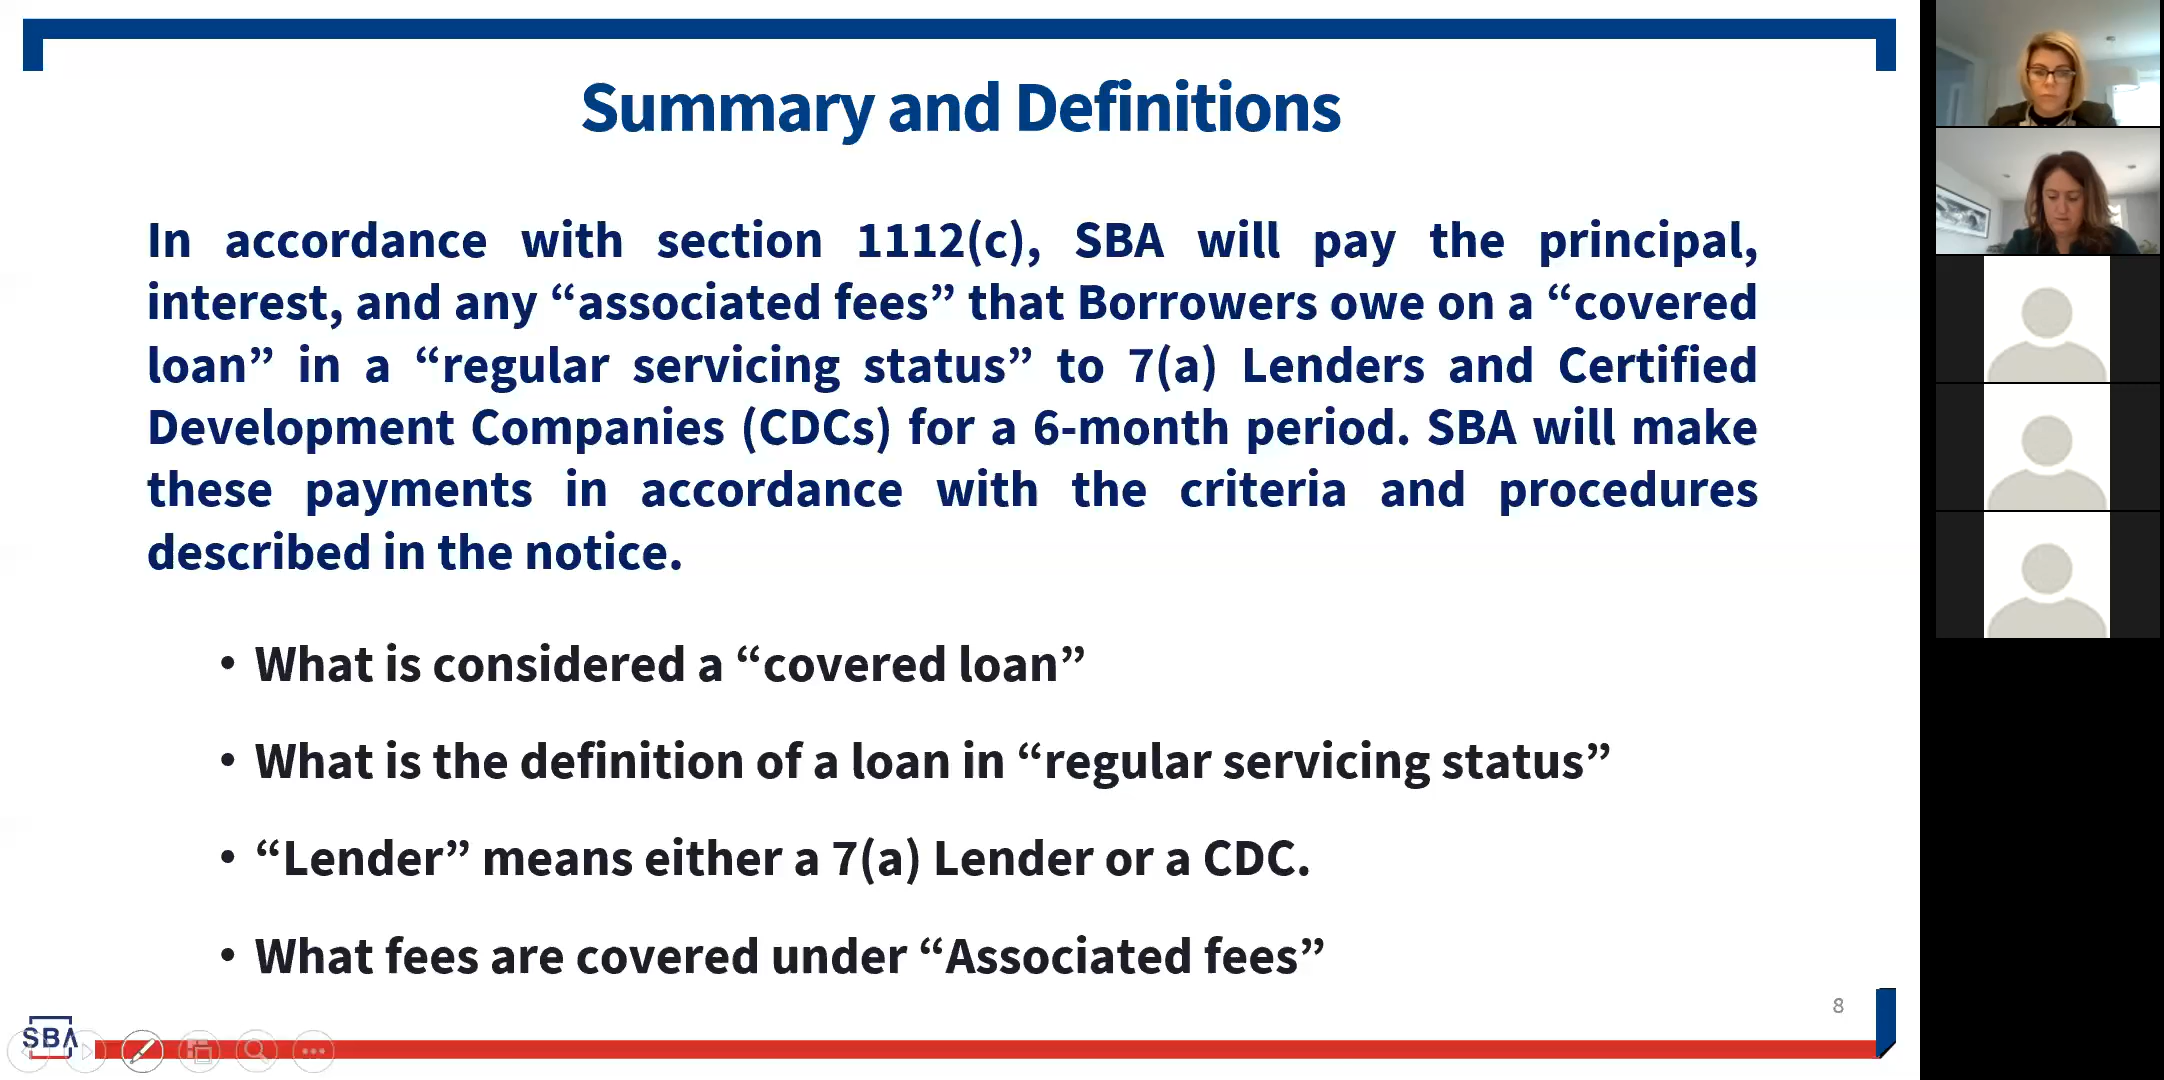 Summary and Definitions
In accordance with section 1112(c), SBA will pay the principal,
interest, and any “associated fees” that Borrowers owe on a “covered
loan” in a “regular servicing status” to 7(a) Lenders and Certified
Development Companies (CDCs) for a 6-month period. SBA will make
these payments in accordance with the criteria and procedures
described in the notice.
• What is considered a “covered loan”
• What is the definition of a loan in “regular servicing status”
• “Lender” means either a 7(a) Lender or a CDC.
• What fees are covered under “Associated fees”
8
SBA